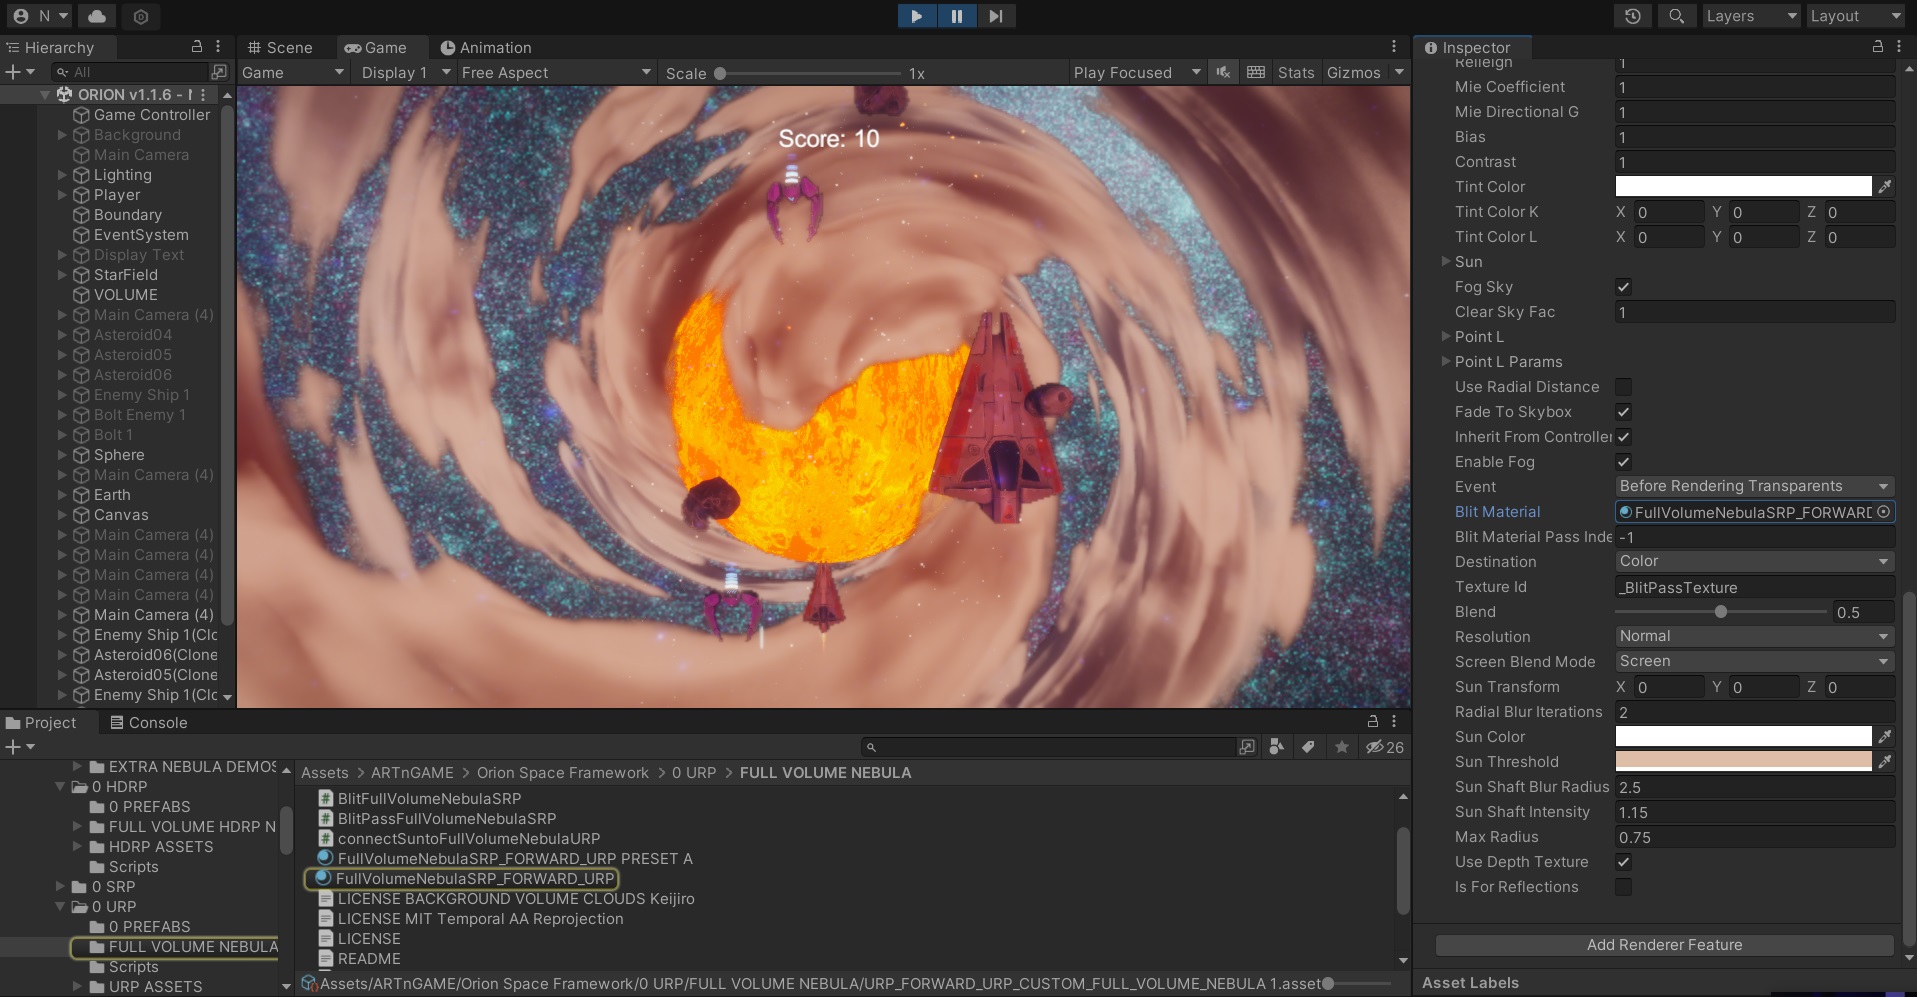 N
Layers
Layout
Hierarchy
All
ORION v1.1.6 -
Game Controller
Background
Main Camera
Lighting
Player
Boundary
EventSystem
Display Text
StarField
VOLUME
Main Camera (4)
Asteroid04
Asteroid05
Asteroid06
Enemy Ship 1
Bolt Enemy 1
Bolt 1
Sphere
Main Camera (4)
Earth
Canvas
Main Camera (4)
Main Camera (4)
Main Camera (4)
Main Camera (4)
Main Camera (4)
Enemy Ship 1(Clo
Asteroid06(Clone
Asteroid05(Clone
Enemy Ship 1(Clo
Scene
Game
Animation
Game
Display 1
Free Aspect
Scale
1x
Play Focused
Stats
Gizmos
Score: 10
Inspector
Relleigh 1
Mie Coefficient 1
Mie Directional G 1
Bias 1
Contrast 1
Tint Color
Tint Color K X 0 Y 0 Z 0
Tint Color L X 0 Y 0 Z 0
Sun
Fog Sky
Clear Sky Fac 1
Point L
Point L Params
Use Radial Distance
Fade To Skybox
Inherit From Controller
Enable Fog
Event Before Rendering Transparents
Blit Material FullVolumeNebulaSRP_FORWARD
Blit Material Pass Inde -1
Destination Color
Texture Id _BlitPassTexture
Blend 0.5
Resolution Normal
Screen Blend Mode Screen
Sun Transform X 0 Y 0 Z 0
Radial Blur Iterations 2
Sun Color
Sun Threshold
Sun Shaft Blur Radius 2.5
Sun Shaft Intensity 1.15
Max Radius 0.75
Use Depth Texture
Is For Reflections
Add Renderer Feature
Asset Labels
Project
Console
26
EXTRA NEBULA DEMOS
0 HDRP
0 PREFABS
FULL VOLUME HDRP N
HDRP ASSETS
Scripts
0 SRP
0 URP
0 PREFABS
FULL VOLUME NEBULA
Scripts
URP ASSETS
Assets > ARTnGAME > Orion Space Framework > 0 URP > FULL VOLUME NEBULA
BlitFullVolumeNebulaSRP
BlitPassFullVolumeNebulaSRP
connectSuntoFullVolumeNebulaURP
FullVolumeNebulaSRP_FORWARD_URP PRESET A
FullVolumeNebulaSRP_FORWARD_URP
LICENSE BACKGROUND VOLUME CLOUDS Keijiro
LICENSE MIT Temporal AA Reprojection
LICENSE
README
Assets/ARTnGAME/Orion Space Framework/0 URP/FULL VOLUME NEBULA/URP_FORWARD_URP_CUSTOM_FULL_VOLUME_NEBULA 1.asset